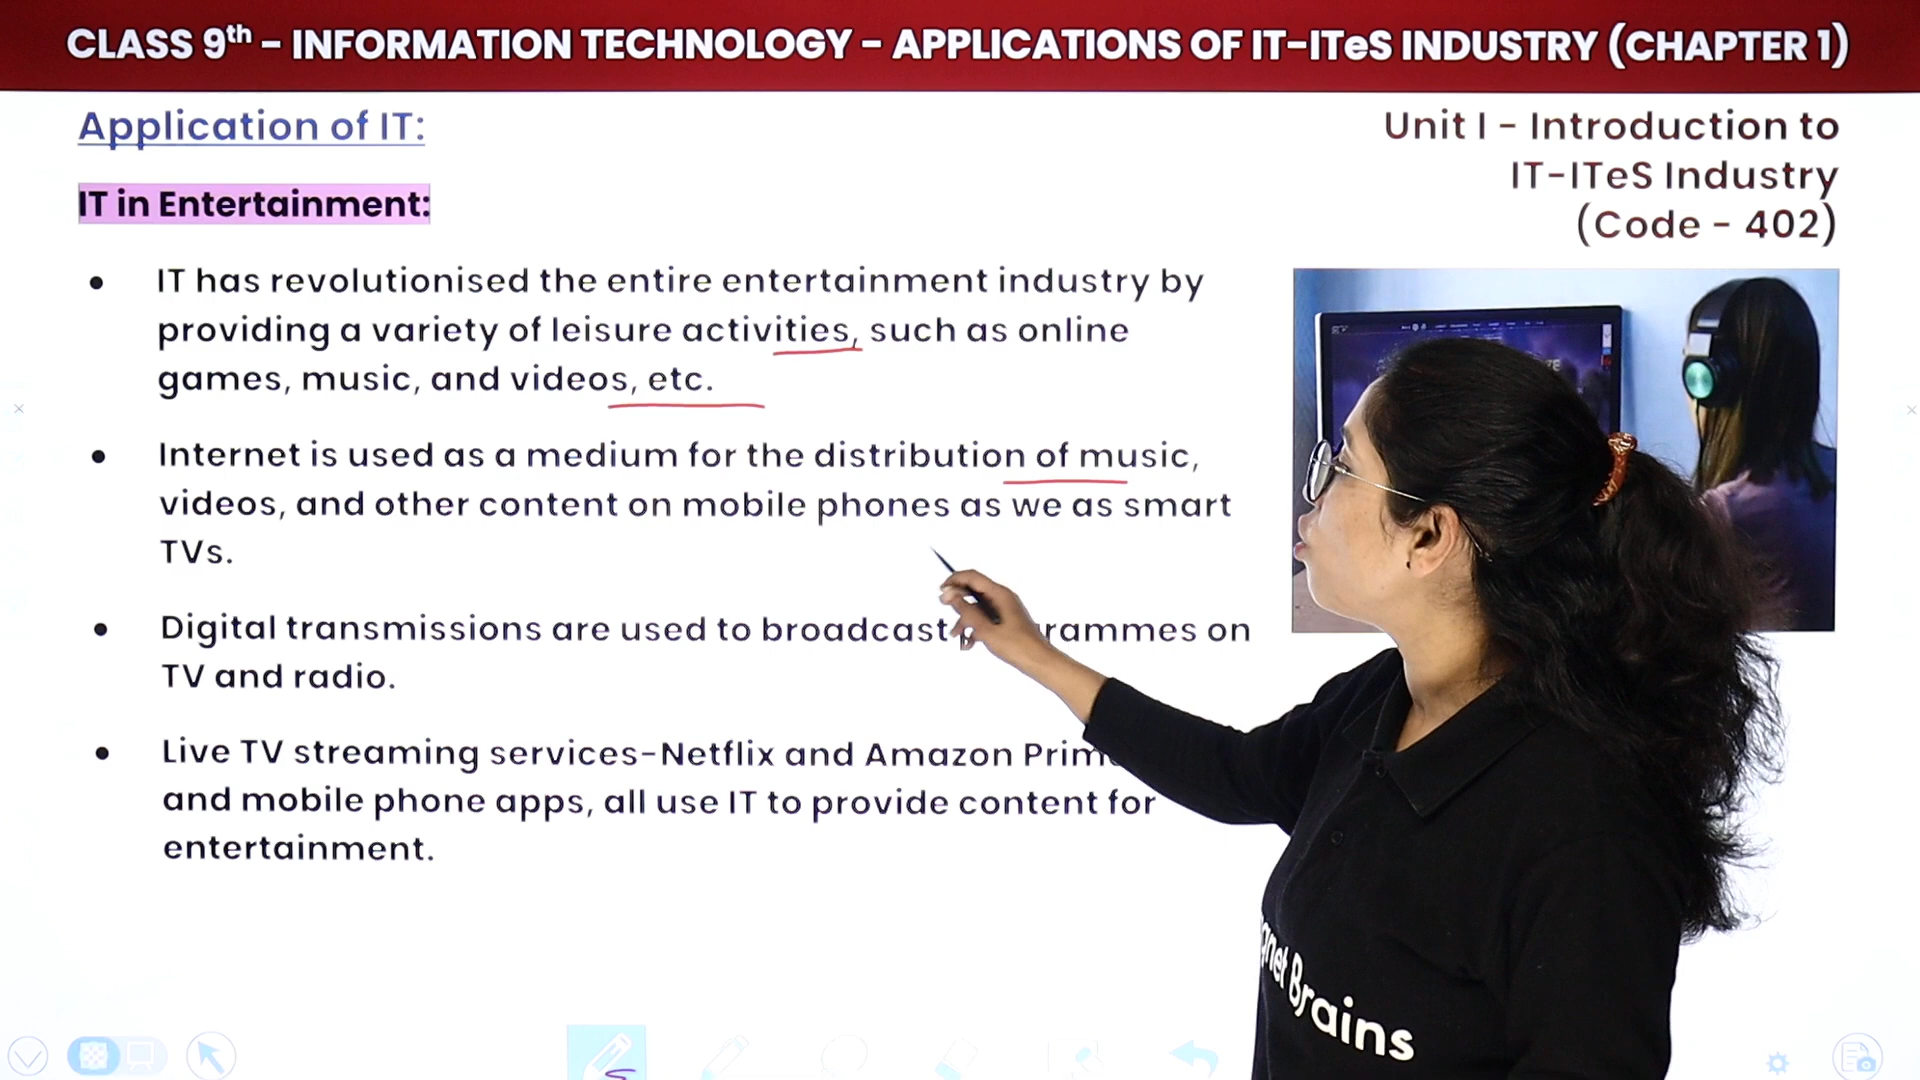 CLASS 9th – INFORMATION TECHNOLOGY – APPLICATIONS OF IT–ITeS INDUSTRY (CHAPTER 1)
Application of IT:
Unit I – Introduction to
IT–ITeS Industry
(Code – 402)
IT in Entertainment:
• IT has revolutionised the entire entertainment industry by
providing a variety of leisure activities, such as online
games, music, and videos, etc.
• Internet is used as a medium for the distribution of music,
videos, and other content on mobile phones as we as smart
TVs.
• Digital transmissions are used to broadcast rammes on
TV and radio.
• Live TV streaming services–Netflix and Amazon Prim
and mobile phone apps, all use IT to provide content for
entertainment.
gnet Brains